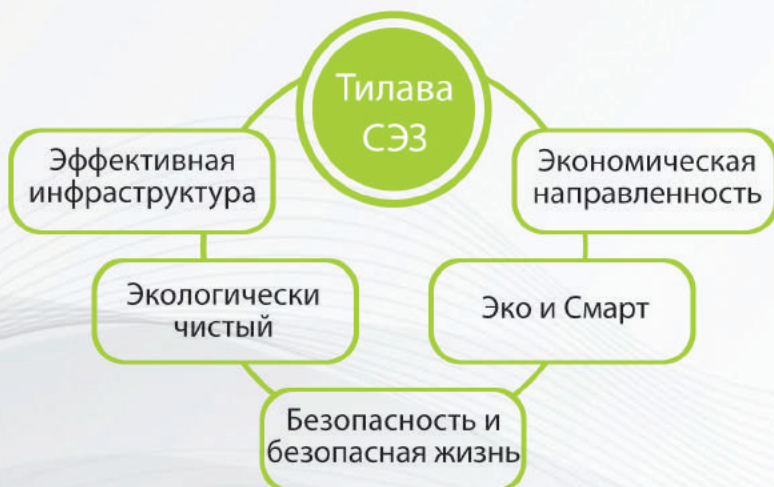 Тилава
СЭЗ
Эффективная
инфраструктура
Экономическая
направленность
Экологически
чистый
Эко и Смарт
Безопасность и
безопасная жизнь